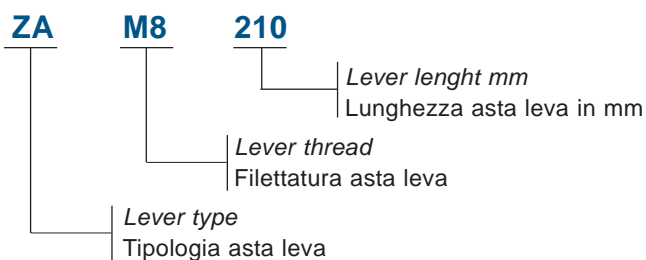 ZA M8 210
Lever lenght mm
Lunghezza asta leva in mm
Lever thread
Filettatura asta leva
Lever type
Tipologia asta leva